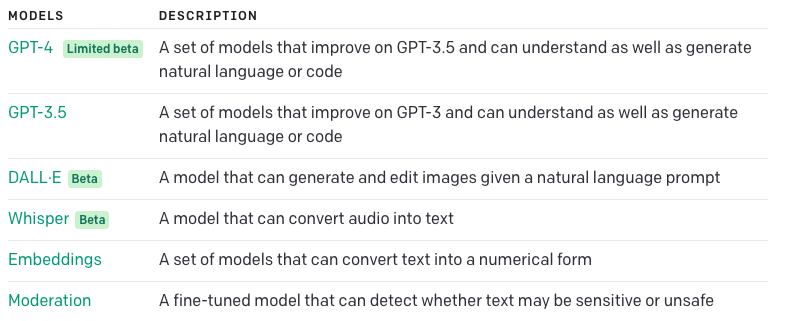 MODELS DESCRIPTION
GPT-4 Limited beta A set of models that improve on GPT-3.5 and can understand as well as generate
natural language or code
GPT-3.5 A set of models that improve on GPT-3 and can understand as well as generate
natural language or code
DALL·E Beta A model that can generate and edit images given a natural language prompt
Whisper Beta A model that can convert audio into text
Embeddings A set of models that can convert text into a numerical form
Moderation A fine-tuned model that can detect whether text may be sensitive or unsafe